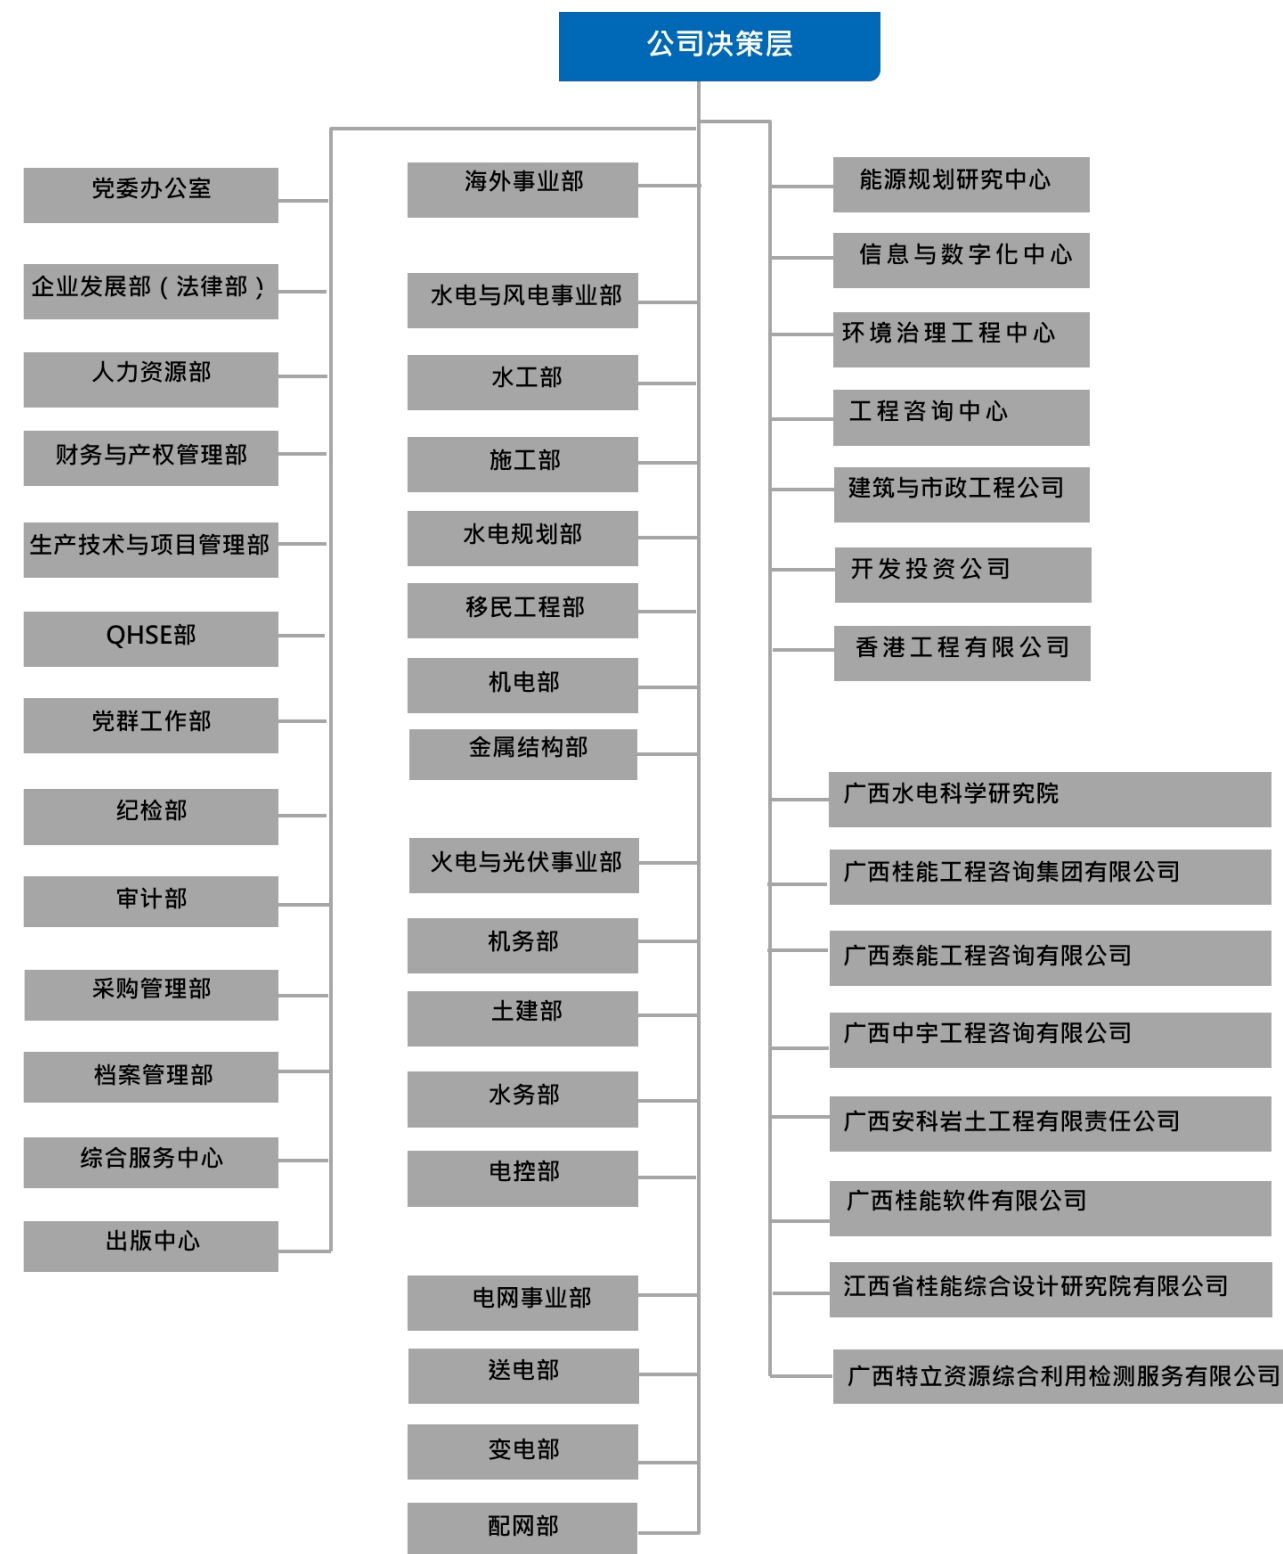 公司决策层
党委办公室
企业发展部（法律部）
人力资源部
财务与产权管理部
生产技术与项目管理部
QHSE部
党群工作部
纪检部
审计部
采购管理部
档案管理部
综合服务中心
出版中心
海外事业部
水电与风电事业部
水工部
施工部
水电规划部
移民工程部
机电部
金属结构部
火电与光伏事业部
机务部
土建部
水务部
电控部
电网事业部
送电部
变电部
配网部
能源规划研究中心
信息与数字化中心
环境治理工程中心
工程咨询中心
建筑与市政工程公司
开发投资公司
香港工程有限公司
广西水电科学研究院
广西桂能工程咨询集团有限公司
广西泰能工程咨询有限公司
广西中宇工程咨询有限公司
广西安科岩土工程有限责任公司
广西桂能软件有限公司
江西省桂能综合设计研究院有限公司
广西特立资源综合利用检测服务有限公司